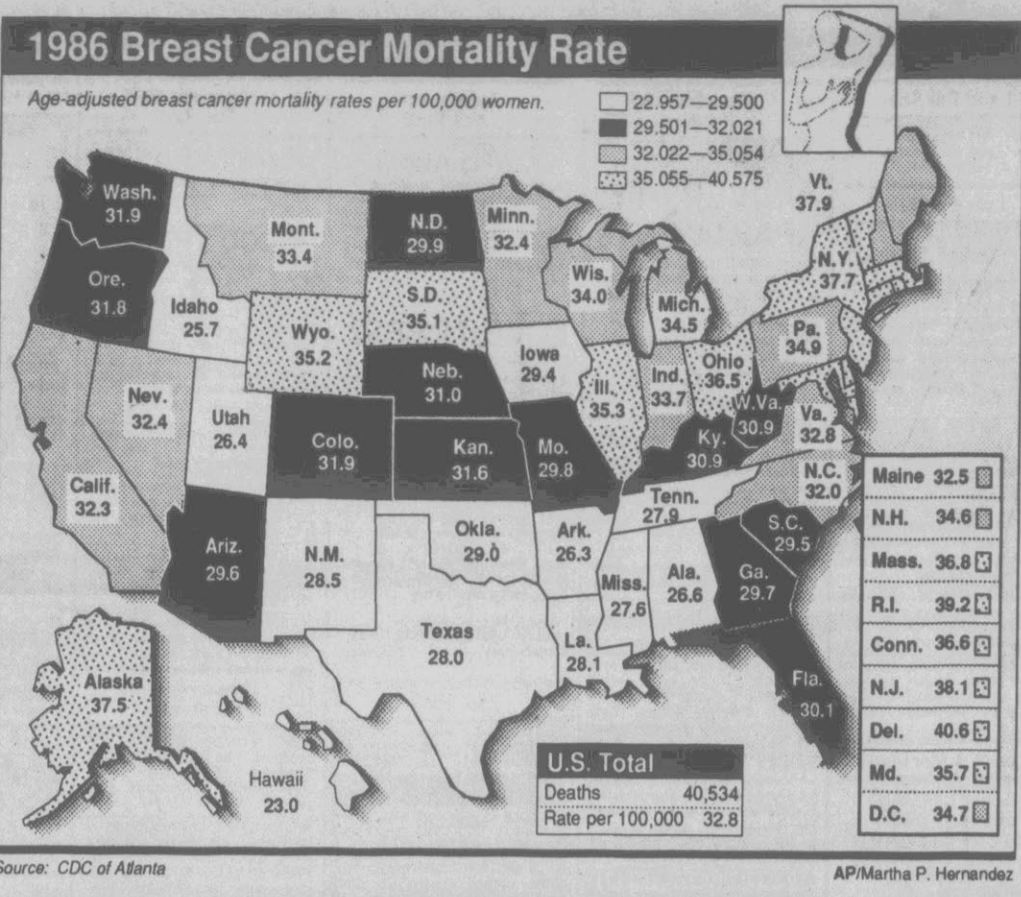 1986 Breast Cancer Mortality Rate
Age-adjusted breast cancer mortality rates per 100,000 women.
22.957—29.500
29.501—32.021
32.022—35.054
35.055—40.575
Vt.
37.9
Wash.
31.9
Mont.
33.4
N.D.
29.9
Minn.
32.4
Ore.
31.8
Idaho
25.7
Wyo.
35.2
S.D.
35.1
Wis.
34.0
Mich.
34.5
N.Y.
37.7
Nev.
32.4
Utah
26.4
Colo.
31.9
Neb.
31.0
Iowa
29.4
Ill.
35.3
Ind.
33.7
Ohio
36.5
Pa.
34.9
W.Va.
30.9
Va.
32.8
Calif.
32.3
Kan.
31.6
Mo.
29.8
Ky.
30.9
N.C.
32.0
Tenn.
27.9
Ariz.
29.6
N.M.
28.5
Okla.
29.0
Ark.
26.3
S.C.
29.5
Miss.
27.6
Ala.
26.6
Ga.
29.7
Texas
28.0
La.
28.1
Fla.
30.1
Alaska
37.5
Hawaii
23.0
Maine 32.5
N.H. 34.6
Mass. 36.8
R.I. 39.2
Conn. 36.6
N.J. 38.1
Del. 40.6
Md. 35.7
D.C. 34.7
U.S. Total
Deaths 40,534
Rate per 100,000 32.8
Source: CDC of Atlanta
AP/Martha P. Hernandez